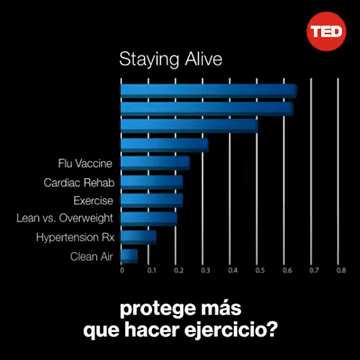 TED
Staying Alive
Flu Vaccine
Cardiac Rehab
Exercise
Lean vs. Overweight
Hypertension Rx
Clean Air
0 0.1 0.2 0.3 0.4 0.5 0.6 0.7 0.8
protege más
que hacer ejercicio?